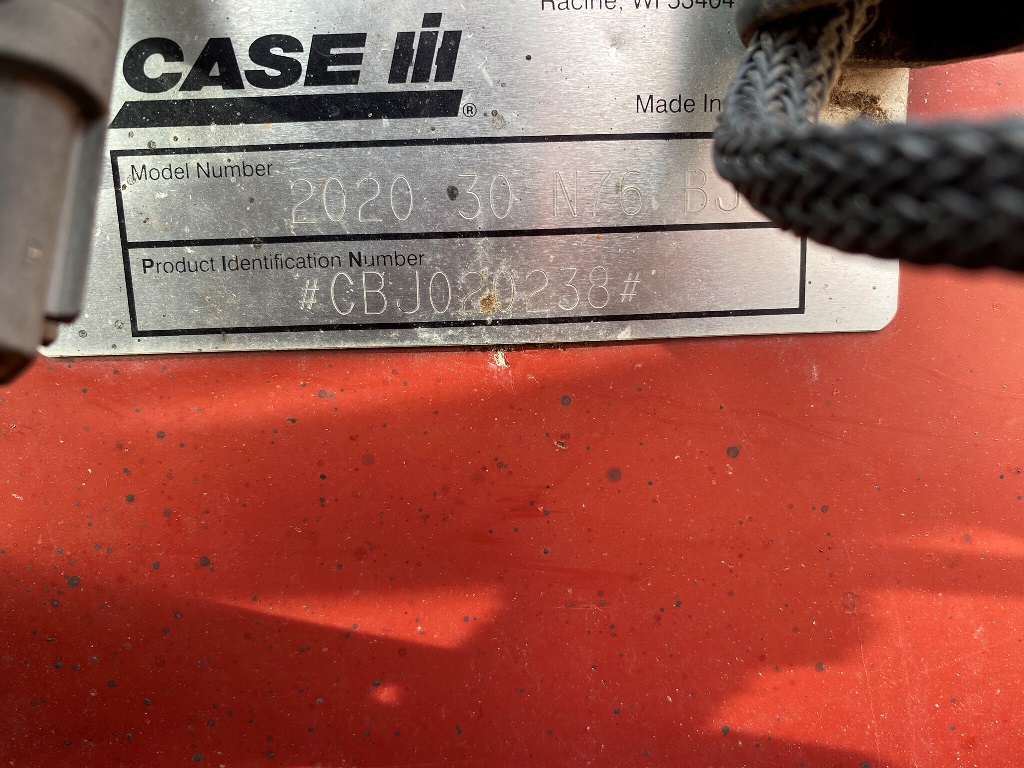 Racine, WI 53404
CASE IH ®
Made In
Model Number
2020 30 N76 BJ
Product Identification Number
#CBJ020238#